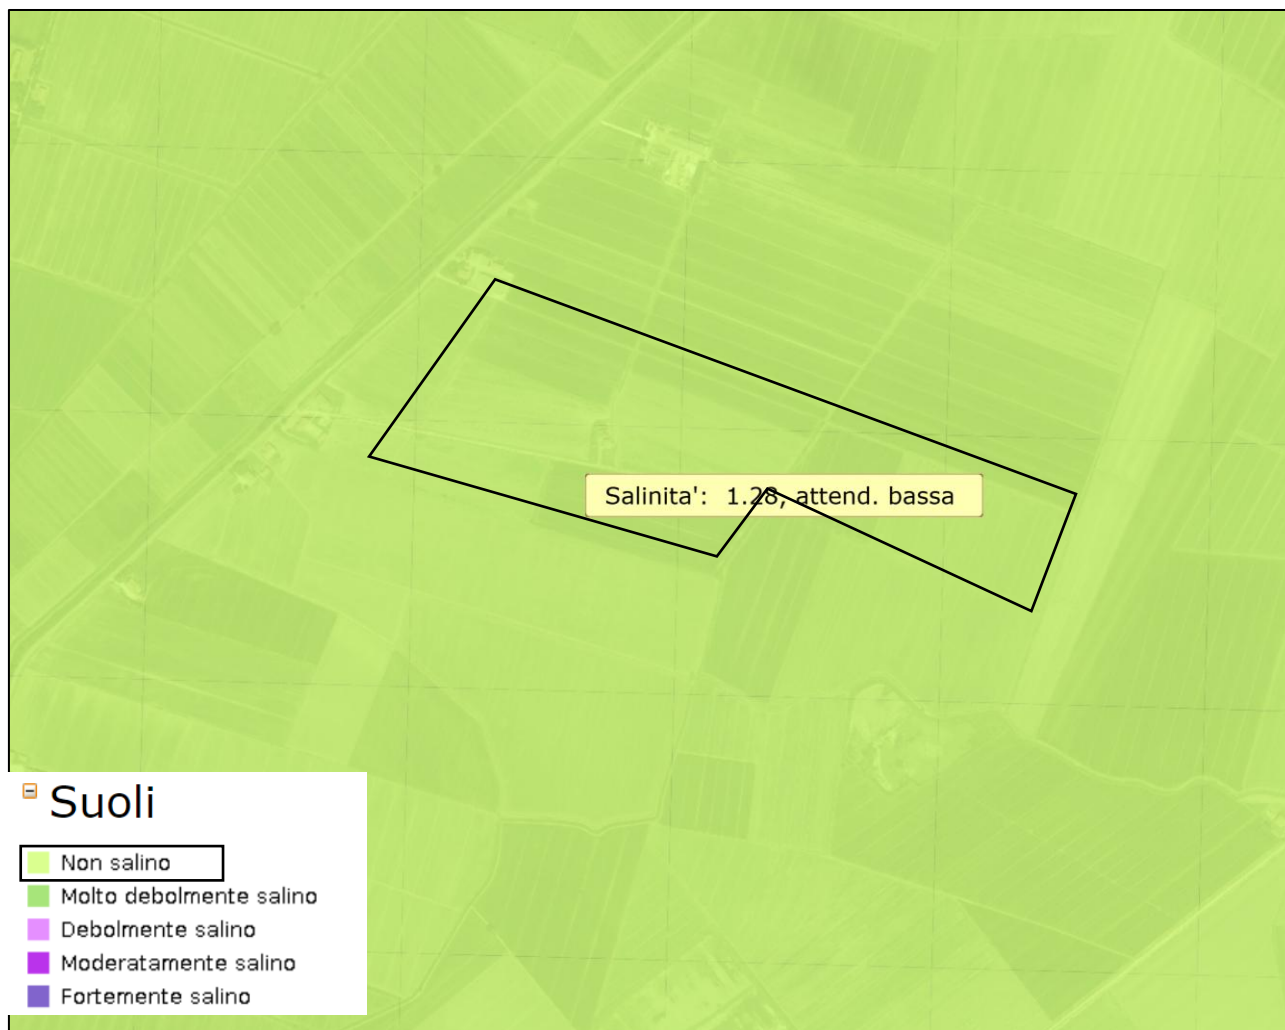 Salinita': 1.28, attend. bassa
Suoli
Non salino
Molto debolmente salino
Debolmente salino
Moderatamente salino
Fortemente salino